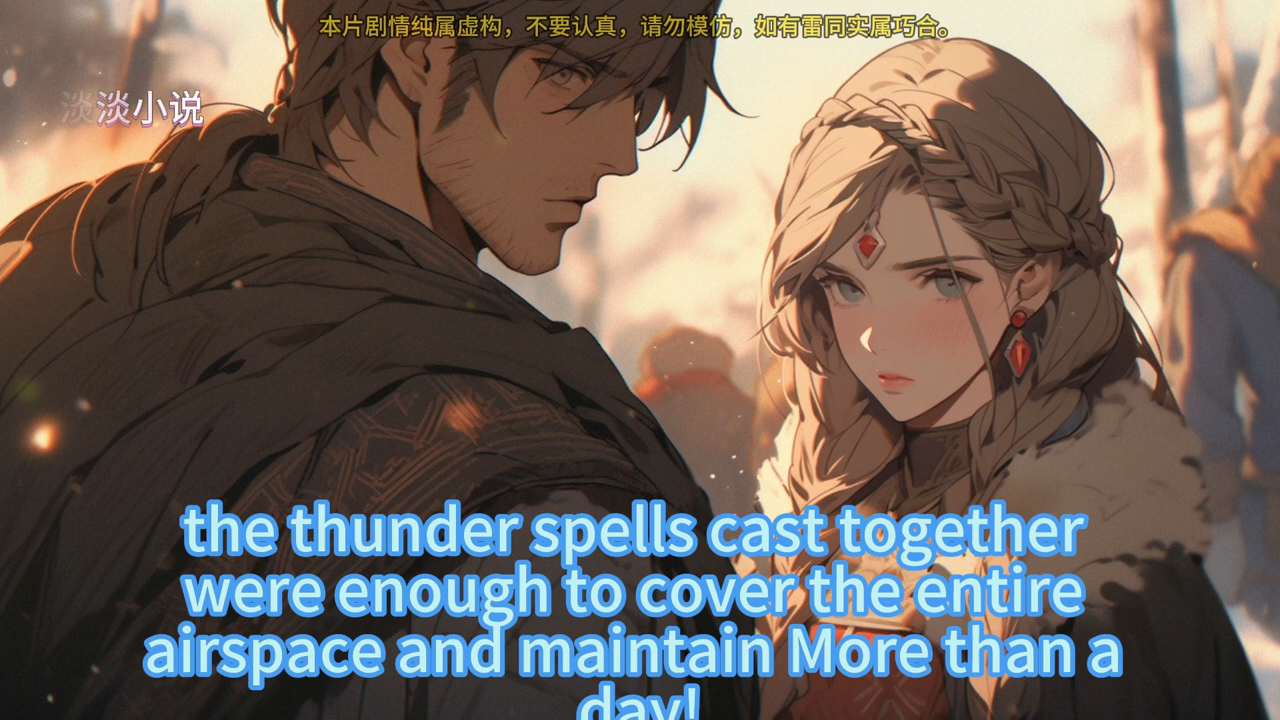 本片剧情纯属虚构，不要认真，请勿模仿，如有雷同实属巧合。
淡淡小说
the thunder spells cast together
were enough to cover the entire
airspace and maintain More than a
day!